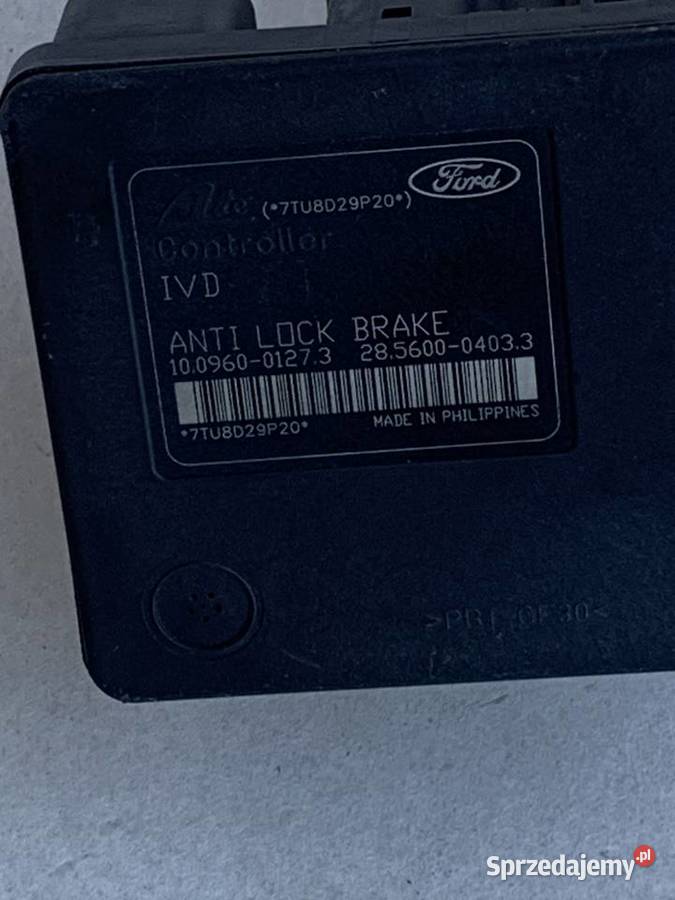 Ford
(*7TU8D29P20*)
Controller
IVD
ANTI LOCK BRAKE
10.0960-0127.3 28.5600-0403.3
*7TU8D29P20* MADE IN PHILIPPINES
Sprzedajemy.pl